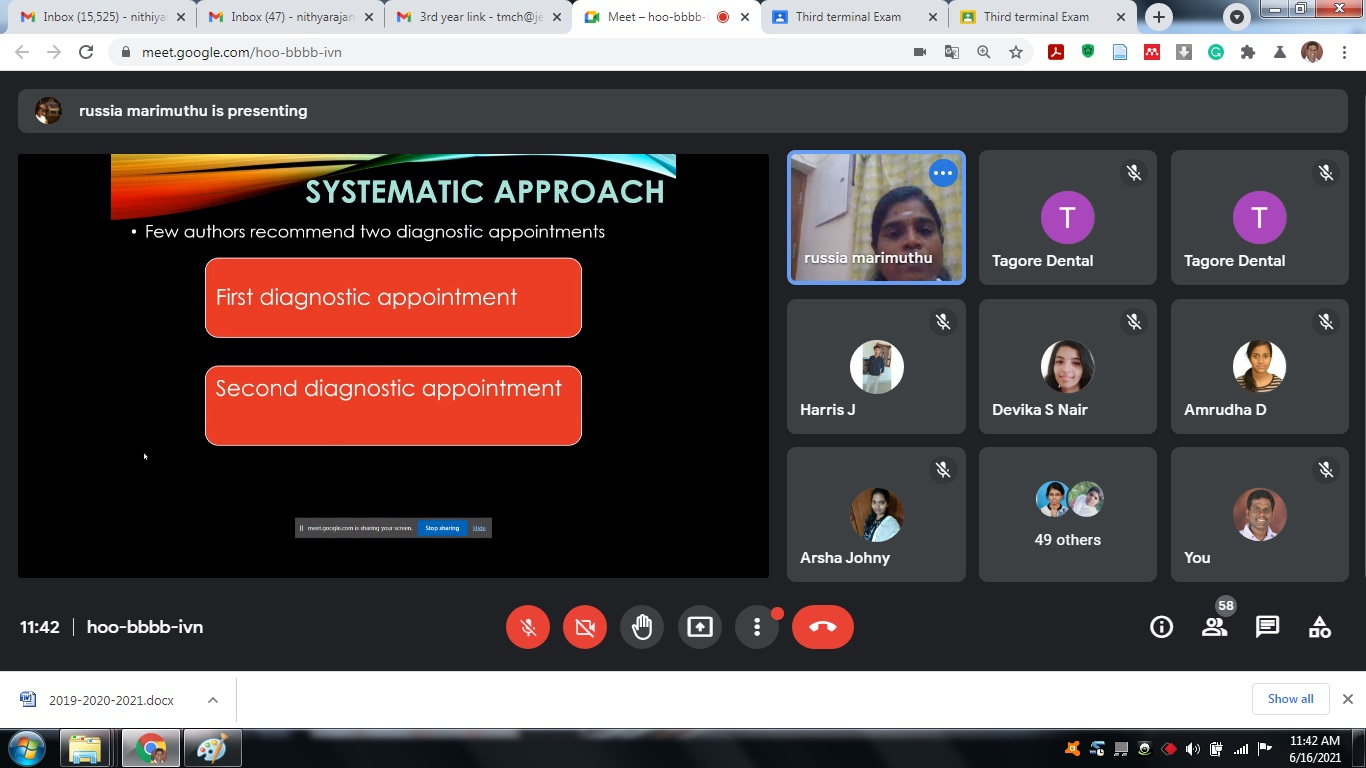 Inbox (15,525) - nithiya
Inbox (47) - nithyarajan
3rd year link - tmch@je
Meet – hoo-bbbb-
Third terminal Exam
Third terminal Exam
meet.google.com/hoo-bbbb-ivn
russia marimuthu is presenting
SYSTEMATIC APPROACH
• Few authors recommend two diagnostic appointments
First diagnostic appointment
Second diagnostic appointment
meet.google.com is sharing your screen. Stop sharing Hide
russia marimuthu
T
Tagore Dental
T
Tagore Dental
Harris J
Devika S Nair
Amrudha D
Arsha Johny
49 others
You
11:42 | hoo-bbbb-ivn
58
2019-2020-2021.docx
Show all
11:42 AM
6/16/2021